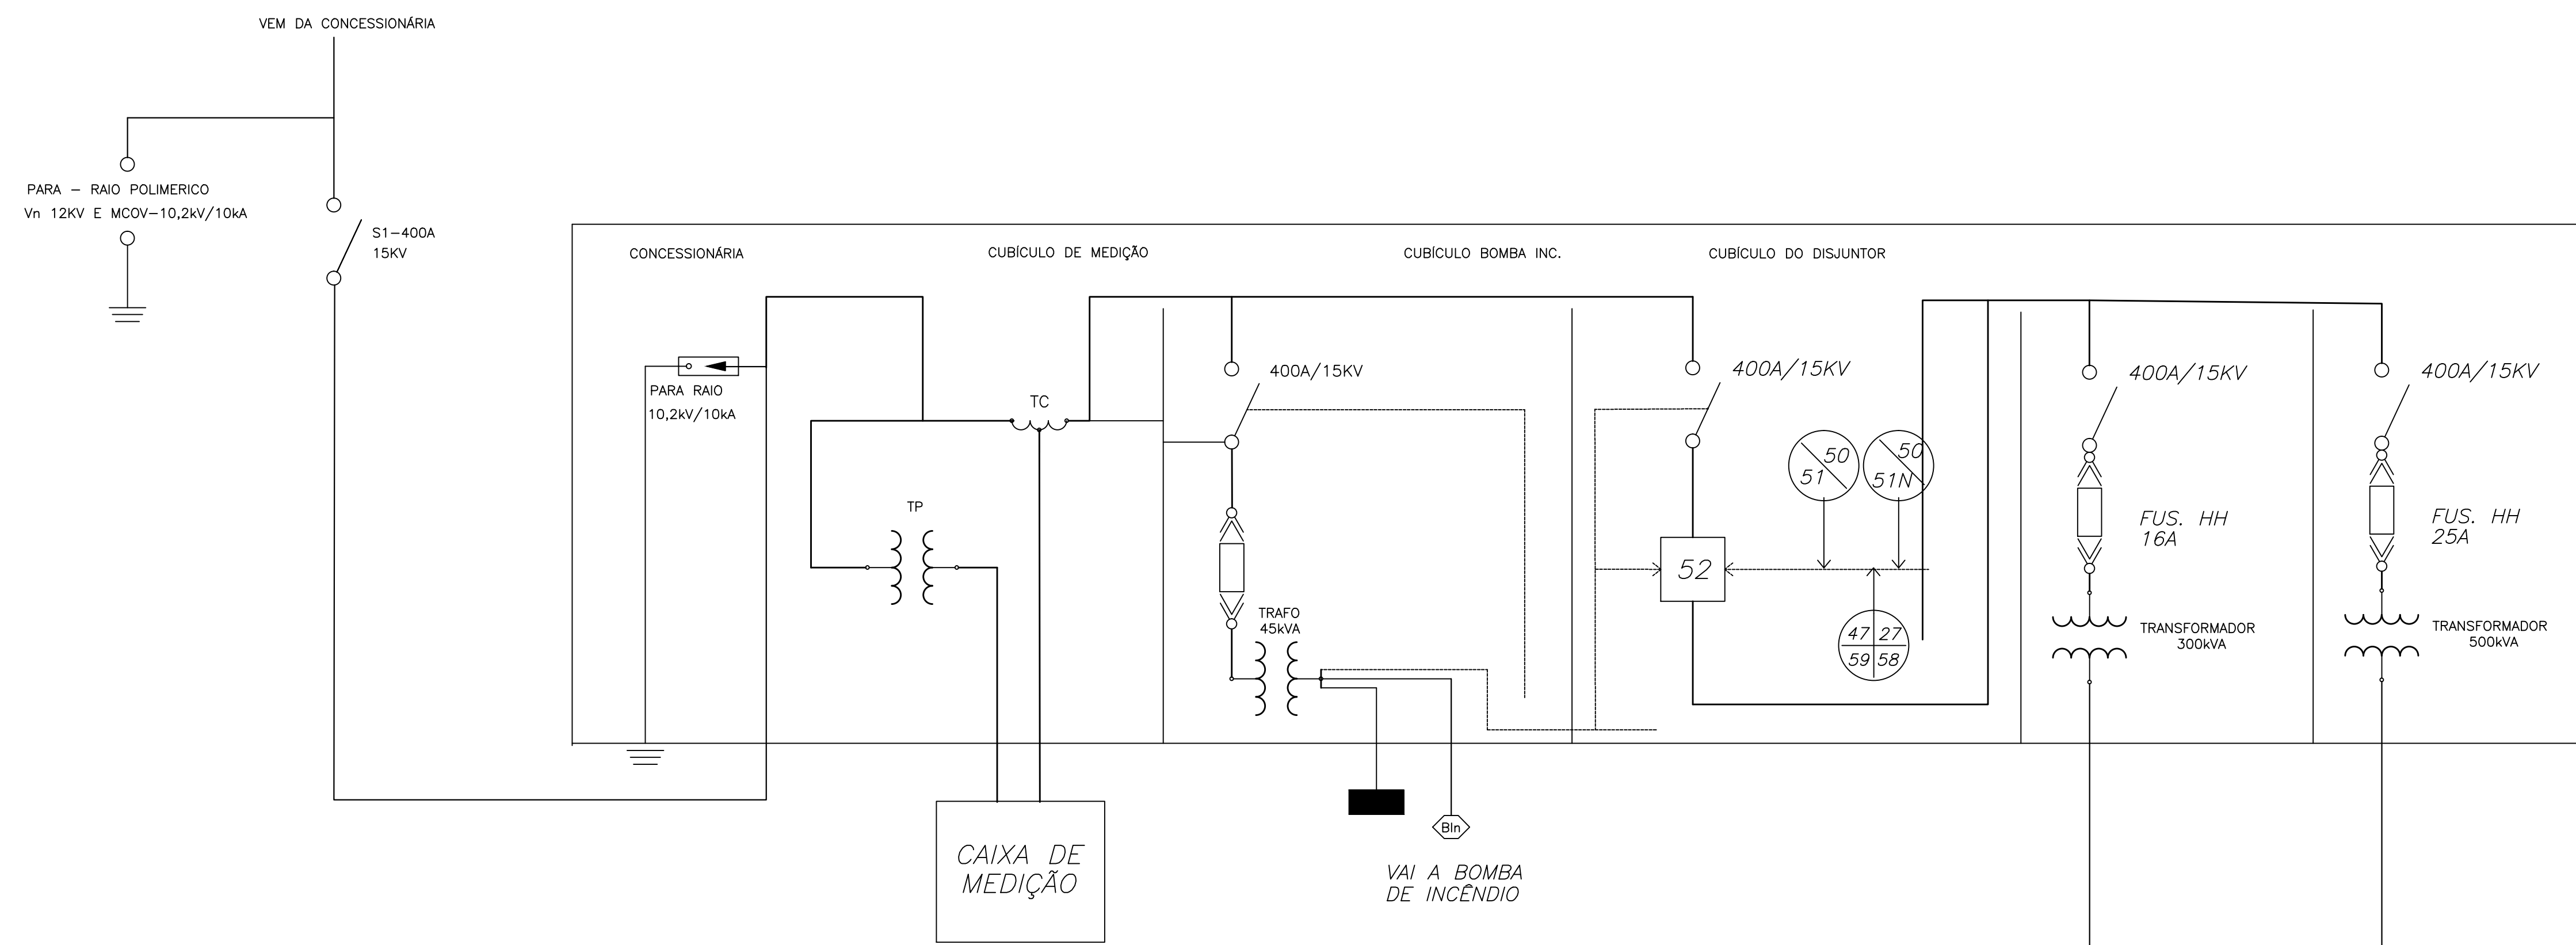 VEM DA CONCESSIONÁRIA
PARA - RAIO POLIMERICO
Vn 12KV E MCOV-10,2kV/10kA
S1-400A
15KV
CONCESSIONÁRIA
CUBÍCULO DE MEDIÇÃO
CUBÍCULO BOMBA INC.
CUBÍCULO DO DISJUNTOR
PARA RAIO
10,2kV/10kA
TC
TP
400A/15KV
TRAFO
45kVA
400A/15KV
50
51
50
51N
52
47 27
59 58
400A/15KV
FUS. HH
16A
TRANSFORMADOR
300kVA
400A/15KV
FUS. HH
25A
TRANSFORMADOR
500kVA
CAIXA DE
MEDIÇÃO
BIn
VAI A BOMBA
DE INCÊNDIO